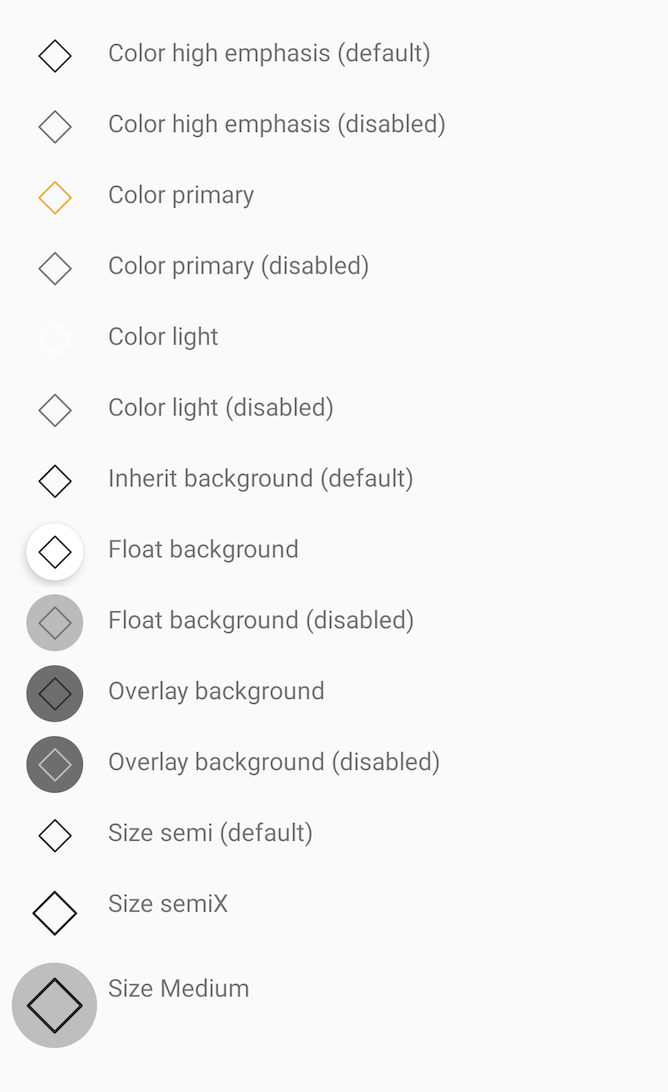 Color high emphasis (default)
Color high emphasis (disabled)
Color primary
Color primary (disabled)
Color light
Color light (disabled)
Inherit background (default)
Float background
Float background (disabled)
Overlay background
Overlay background (disabled)
Size semi (default)
Size semiX
Size Medium